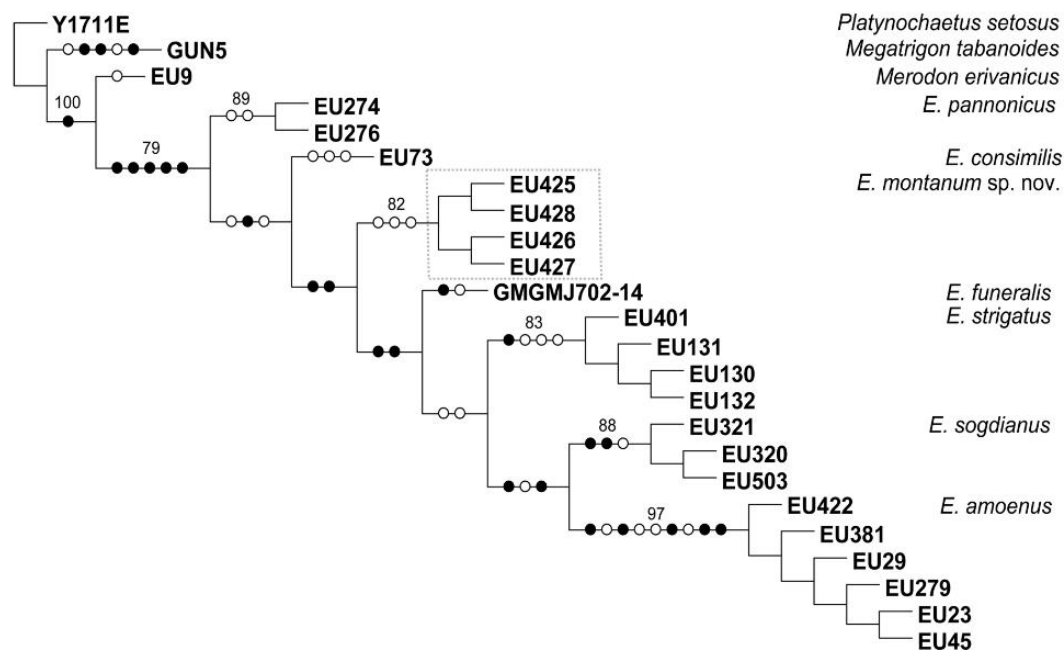 Y1711E Platynochaetus setosus
GUN5 Megatrigon tabanoides
EU9 Merodon erivanicus
100
89
EU274 E. pannonicus
EU276
79
EU73 E. consimilis
EU425 E. montanum sp. nov.
82
EU428
EU426
EU427
GMGMJ702-14 E. funeralis
EU401 E. strigatus
83
EU131
EU130
EU132
EU321 E. sogdianus
88
EU320
EU503
EU422 E. amoenus
97
EU381
EU29
EU279
EU23
EU45